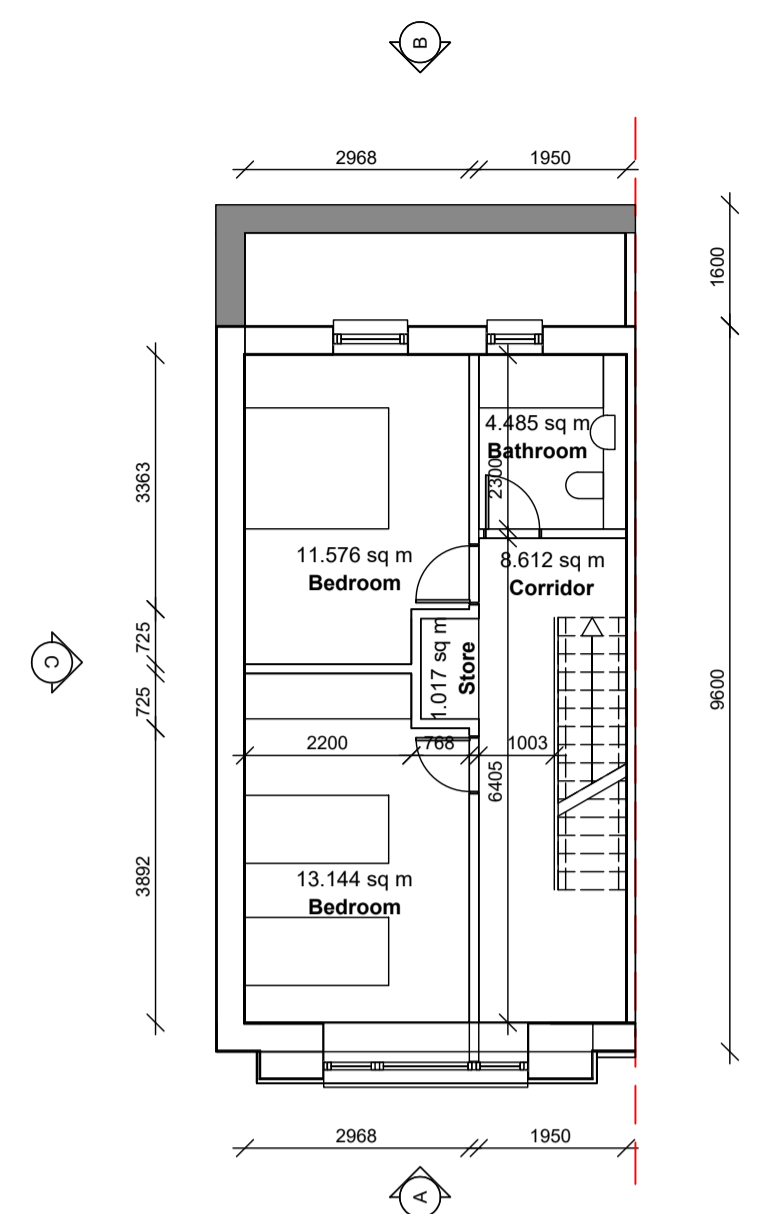 B
2968
1950
1600
4.485 sq m
Bathroom
2300
3363
11.576 sq m
Bedroom
8.612 sq m
Corridor
1.017 sq m
Store
725
C
725
9600
2200
768
1003
6405
3892
13.144 sq m
Bedroom
2968
1950
A